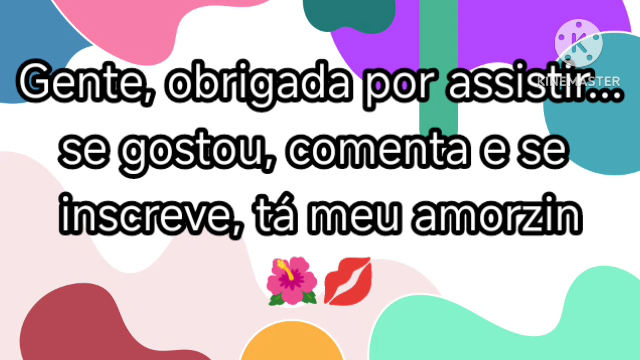 KINEMASTER
Gente, obrigada por assistir...
se gostou, comenta e se
inscreve, tá meu amorzin
🌺💋